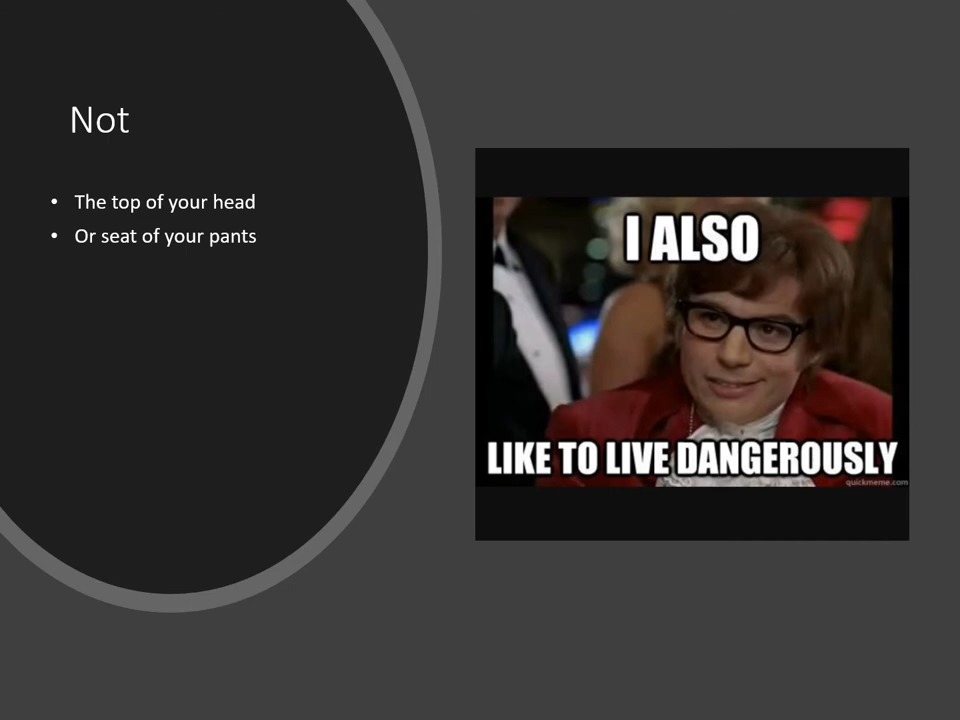 Not
The top of your head
Or seat of your pants
I ALSO
LIKE TO LIVE DANGEROUSLY
quickmeme.com